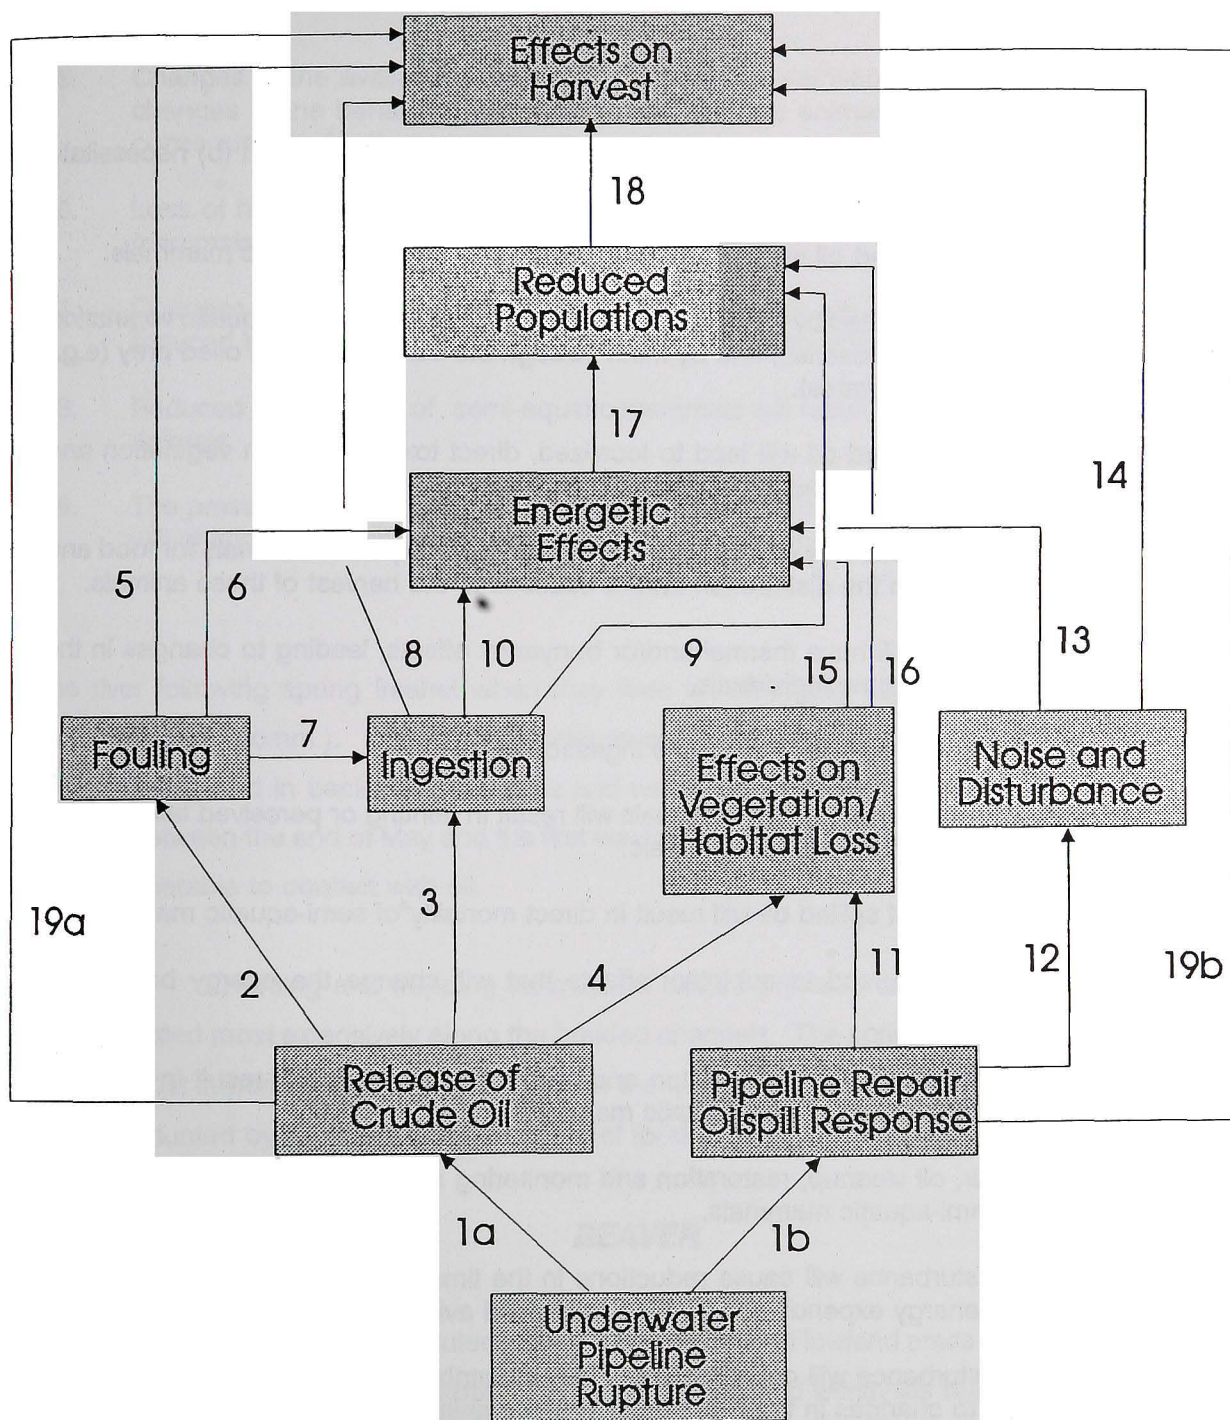 Effects on
Harvest
18
Reduced
Populations
17
14
Energetic
Effects
5
6
8
10
9
15
16
13
7
Fouling
Ingestion
Effects on
Vegetation/
Habitat Loss
Noise and
Disturbance
19a
2
3
4
11
12
19b
Release of
Crude Oil
Pipeline Repair
Oilspill Response
1a
1b
Underwater
Pipeline
Rupture